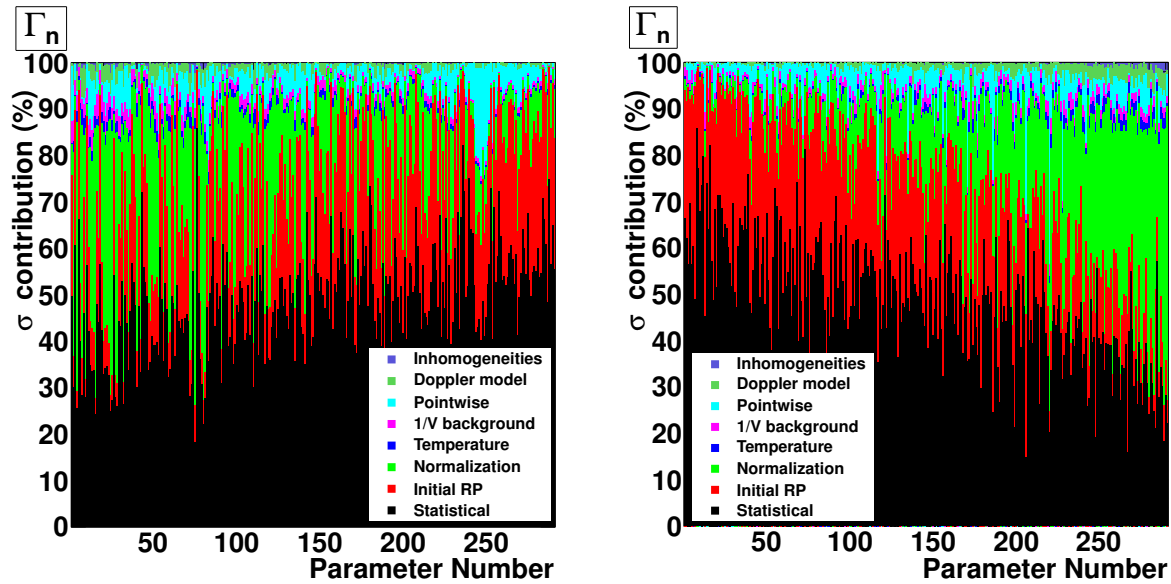 Γn
σ contribution (%)
100
90
80
70
60
50
40
30
20
10
0
Inhomogeneities
Doppler model
Pointwise
1/V background
Temperature
Normalization
Initial RP
Statistical
50 100 150 200 250
Parameter Number
Γn
σ contribution (%)
100
90
80
70
60
50
40
30
20
10
0
Inhomogeneities
Doppler model
Pointwise
1/V background
Temperature
Normalization
Initial RP
Statistical
50 100 150 200 250
Parameter Number